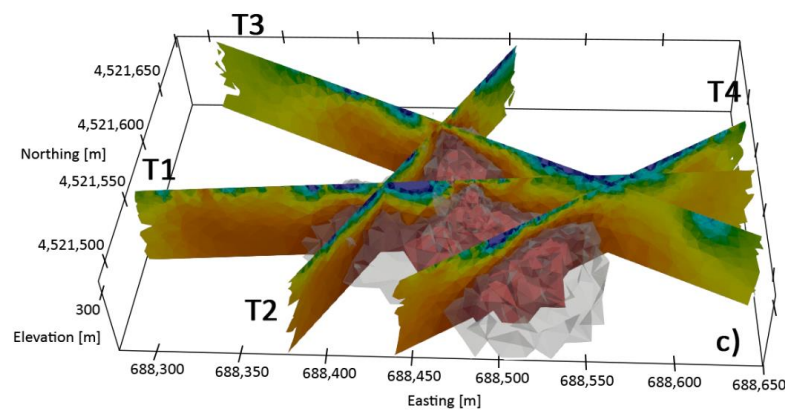 T3
4,521,650
T4
4,521,600
Northing [m]
T1
4,521,550
4,521,500
300
T2
Elevation [m]
c)
688,300
688,350
688,400
688,450
688,500
688,550
688,600
688,650
Easting [m]